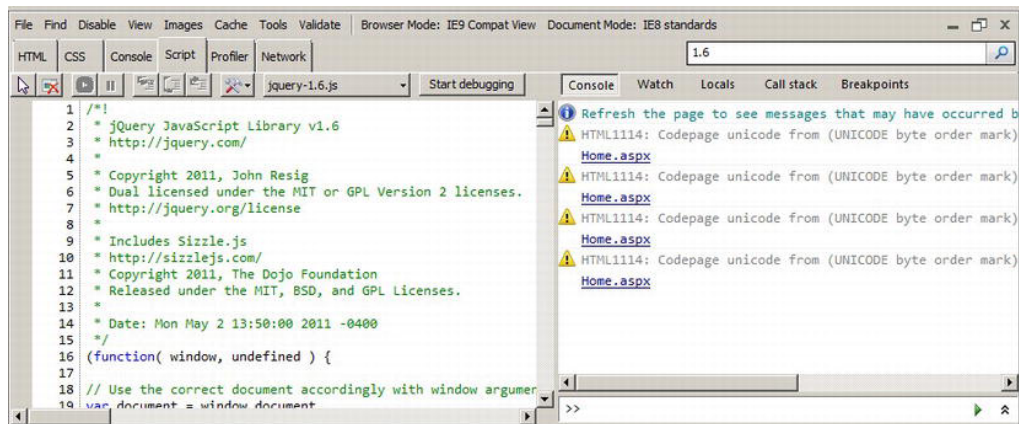 File Find Disable View Images Cache Tools Validate Browser Mode: IE9 Compat View Document Mode: IE8 standards
HTML CSS Console Script Profiler Network 1.6
jquery-1.6.js Start debugging
1 /*!
2 * jQuery JavaScript Library v1.6
3 * http://jquery.com/
4 *
5 * Copyright 2011, John Resig
6 * Dual licensed under the MIT or GPL Version 2 licenses.
7 * http://jquery.org/license
8 *
9 * Includes Sizzle.js
10 * http://sizzlejs.com/
11 * Copyright 2011, The Dojo Foundation
12 * Released under the MIT, BSD, and GPL Licenses.
13 *
14 * Date: Mon May 2 13:50:00 2011 -0400
15 */
16 (function( window, undefined ) {
17
18 // Use the correct document accordingly with window argumer
19 var document = window.document
Console Watch Locals Call stack Breakpoints
Refresh the page to see messages that may have occurred b
HTML1114: Codepage unicode from (UNICODE byte order mark)
Home.aspx
HTML1114: Codepage unicode from (UNICODE byte order mark)
Home.aspx
HTML1114: Codepage unicode from (UNICODE byte order mark)
Home.aspx
HTML1114: Codepage unicode from (UNICODE byte order mark)
Home.aspx
>>